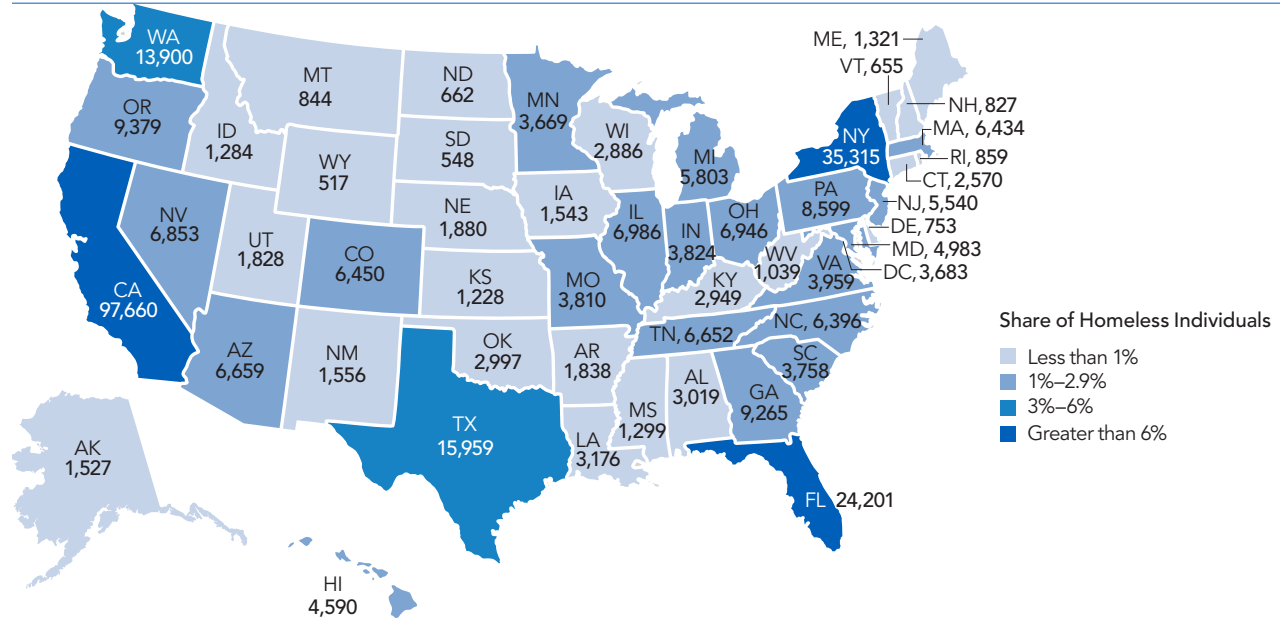 WA
13,900
MT
844
ND
662
MN
3,669
ME, 1,321
VT, 655
NH, 827
MA, 6,434
RI, 859
CT, 2,570
NJ, 5,540
DE, 753
MD, 4,983
DC, 3,683
OR
9,379
ID
1,284
WY
517
SD
548
WI
2,886
MI
5,803
NY
35,315
PA
8,599
NV
6,853
UT
1,828
CO
6,450
NE
1,880
IA
1,543
IL
6,986
IN
3,824
OH
6,946
WV
1,039
VA
3,959
CA
97,660
KS
1,228
MO
3,810
KY
2,949
TN, 6,652
NC, 6,396
AZ
6,659
NM
1,556
OK
2,997
AR
1,838
SC
3,758
MS
1,299
AL
3,019
GA
9,265
TX
15,959
LA
3,176
FL 24,201
AK
1,527
HI
4,590
Share of Homeless Individuals
Less than 1%
1%–2.9%
3%–6%
Greater than 6%